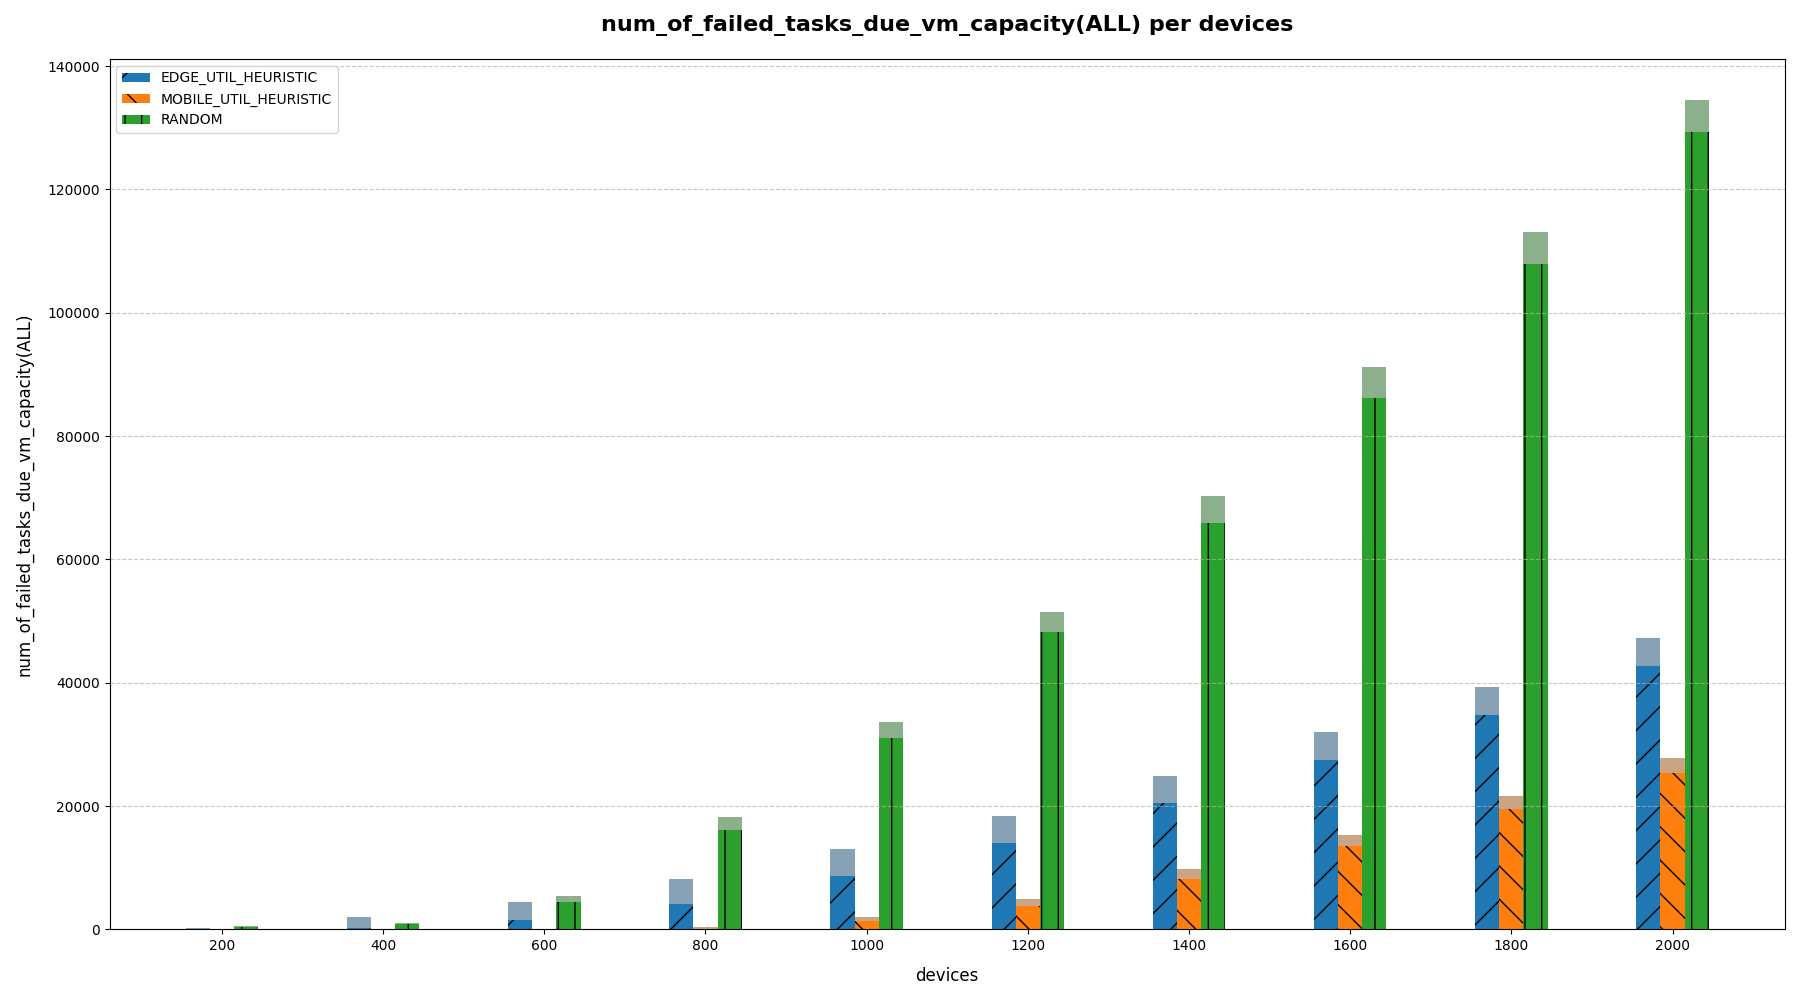 num_of_failed_tasks_due_vm_capacity(ALL) per devices
EDGE_UTIL_HEURISTIC
MOBILE_UTIL_HEURISTIC
RANDOM
num_of_failed_tasks_due_vm_capacity(ALL)
140000
120000
100000
80000
60000
40000
20000
0
200 400 600 800 1000 1200 1400 1600 1800 2000
devices